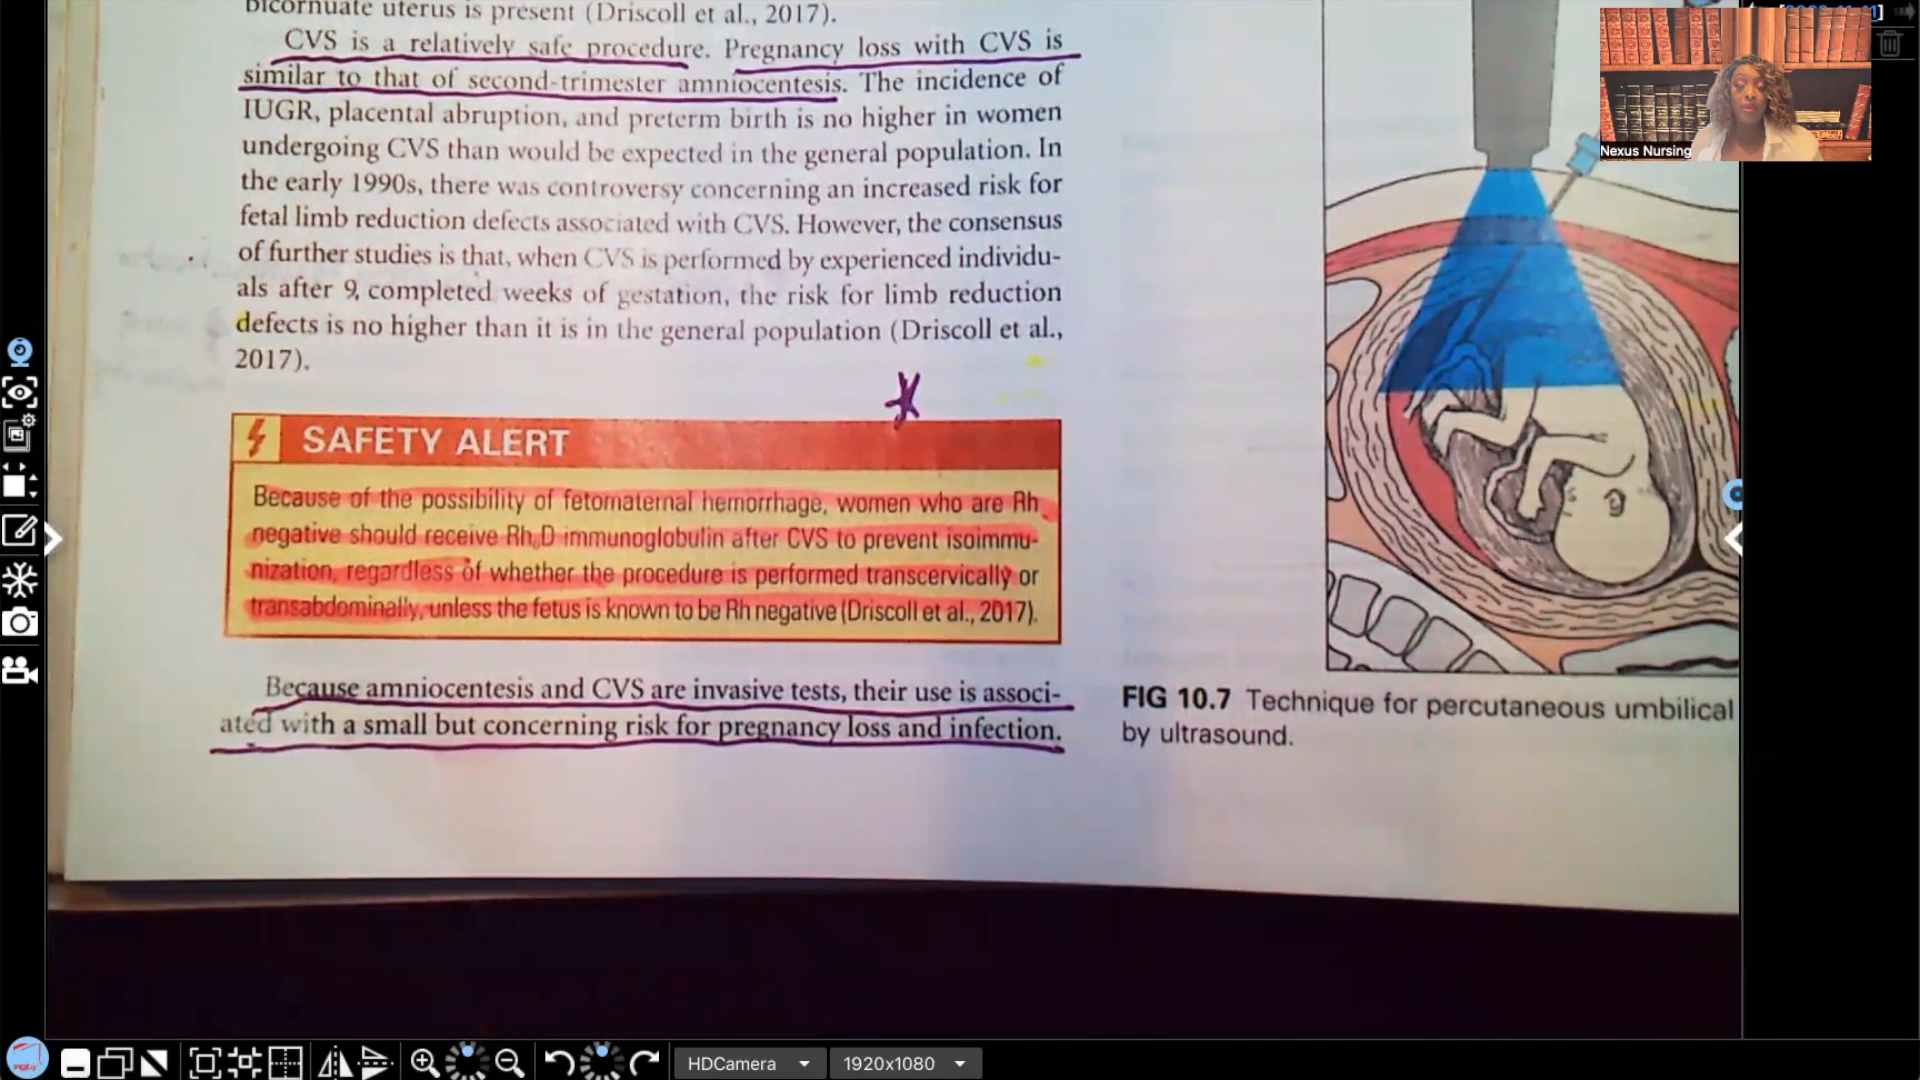 bicornuate uterus is present (Driscoll et al., 2017).
CVS is a relatively safe procedure. Pregnancy loss with CVS is
similar to that of second-trimester amniocentesis. The incidence of
IUGR, placental abruption, and preterm birth is no higher in women
undergoing CVS than would be expected in the general population. In
the early 1990s, there was controversy concerning an increased risk for
fetal limb reduction defects associated with CVS. However, the consensus
of further studies is that, when CVS is performed by experienced individu-
als after 9 completed weeks of gestation, the risk for limb reduction
defects is no higher than it is in the general population (Driscoll et al.,
2017).
SAFETY ALERT
Because of the possibility of fetomaternal hemorrhage, women who are Rh
negative should receive RhoD immunoglobulin after CVS to prevent isoimmu-
nization, regardless of whether the procedure is performed transcervically or
transabdominally, unless the fetus is known to be Rh negative (Driscoll et al., 2017).
Because amniocentesis and CVS are invasive tests, their use is associ-
ated with a small but concerning risk for pregnancy loss and infection.
FIG 10.7 Technique for percutaneous umbilical
by ultrasound.
Nexus Nursing
HDCamera
1920x1080